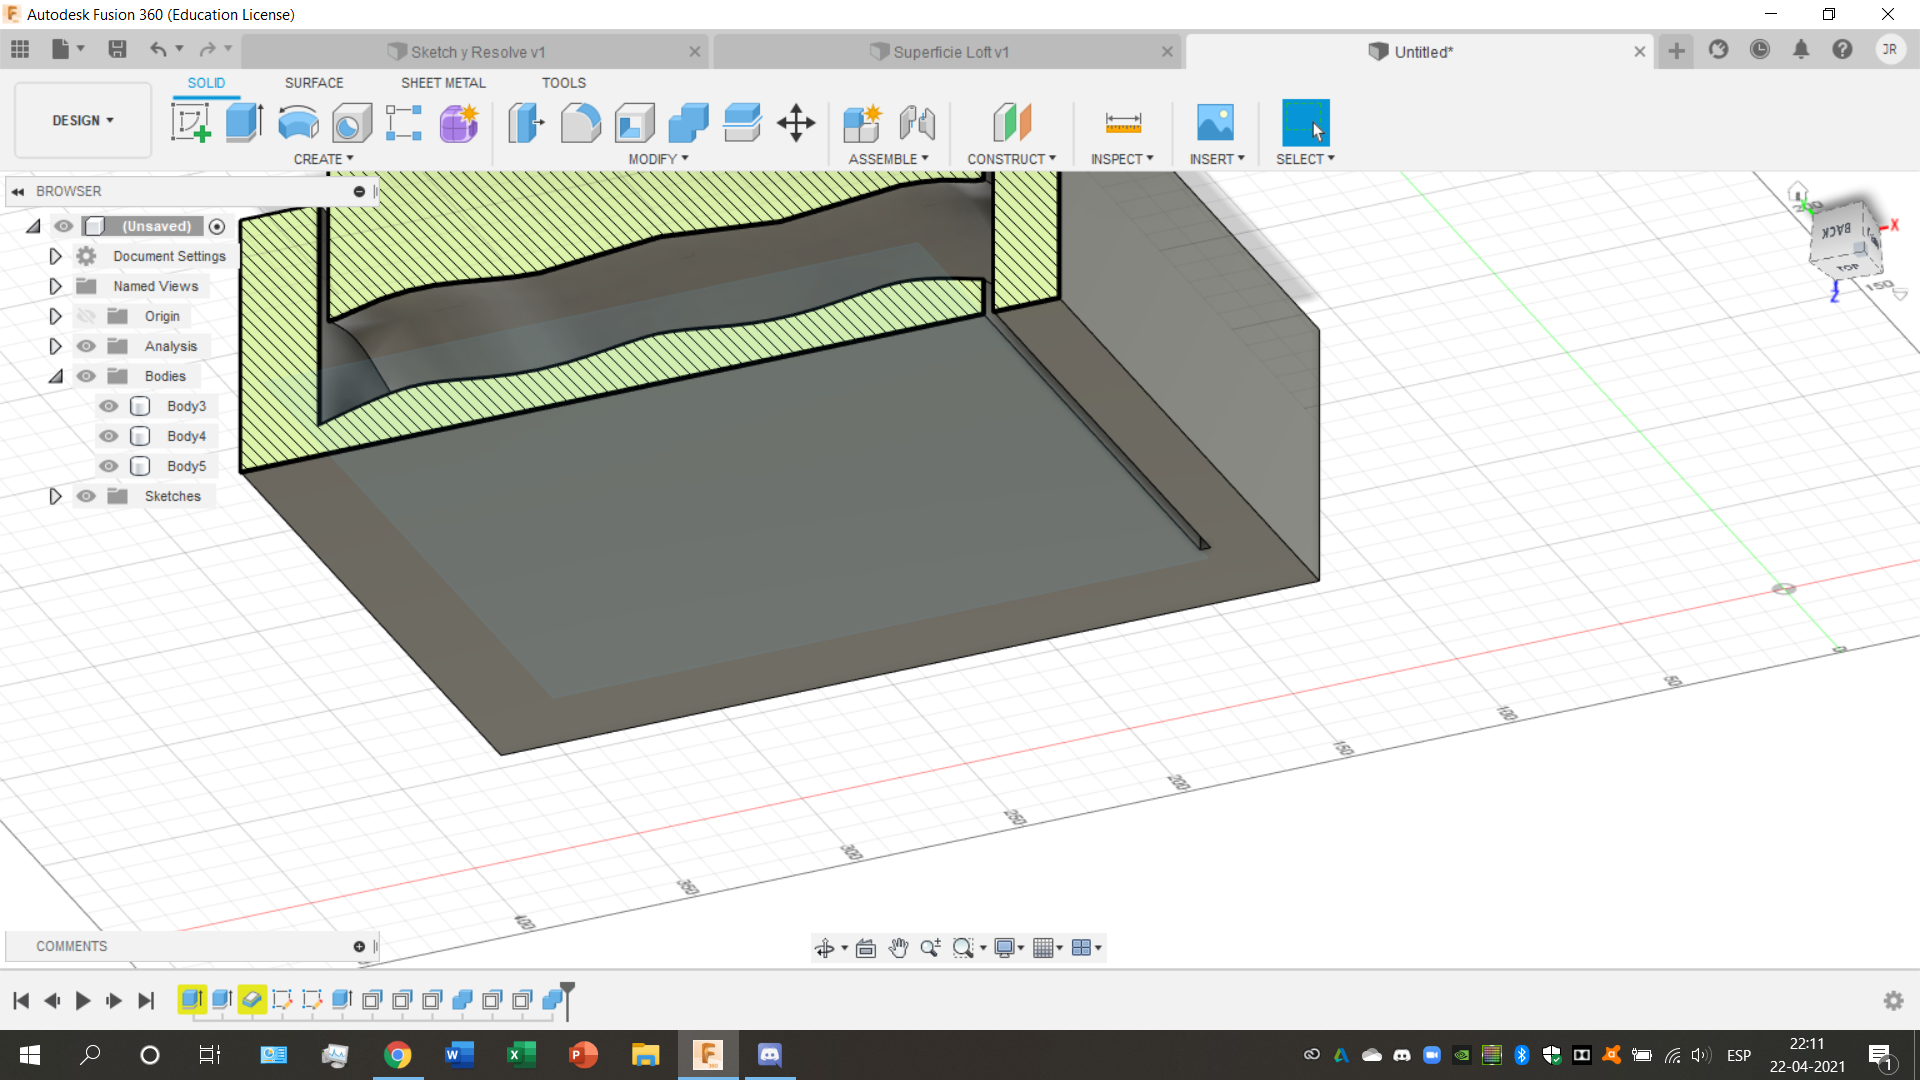 Autodesk Fusion 360 (Education License)
Sketch y Resolve v1
Superficie Loft v1
Untitled*
JR
DESIGN
SOLID
SURFACE
SHEET METAL
TOOLS
CREATE
MODIFY
ASSEMBLE
CONSTRUCT
INSPECT
INSERT
SELECT
BROWSER
(Unsaved)
Document Settings
Named Views
Origin
Analysis
Bodies
Body3
Body4
Body5
Sketches
BACK
TOP
X
Z
150
0
50
100
150
200
250
300
350
400
COMMENTS
ESP
22:11
22-04-2021
1